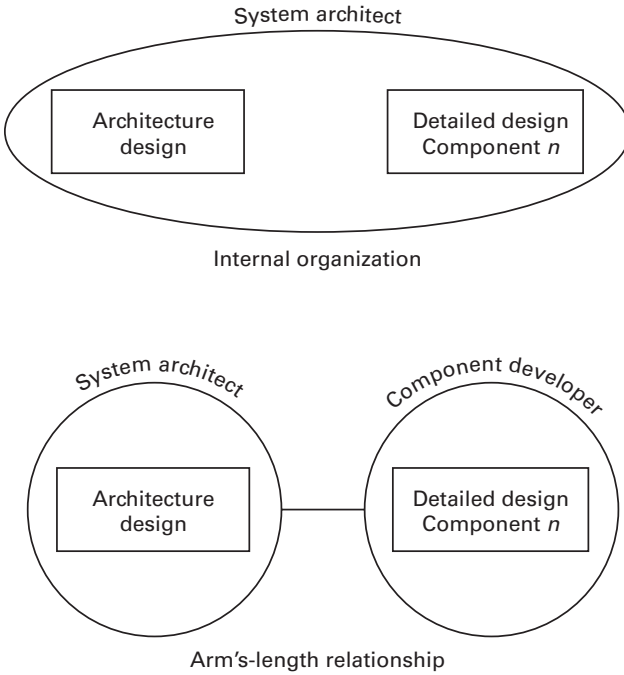 System architect
Architecture
design
Detailed design
Component n
Internal organization
System architect
Component developer
Architecture
design
Detailed design
Component n
Arm's-length relationship